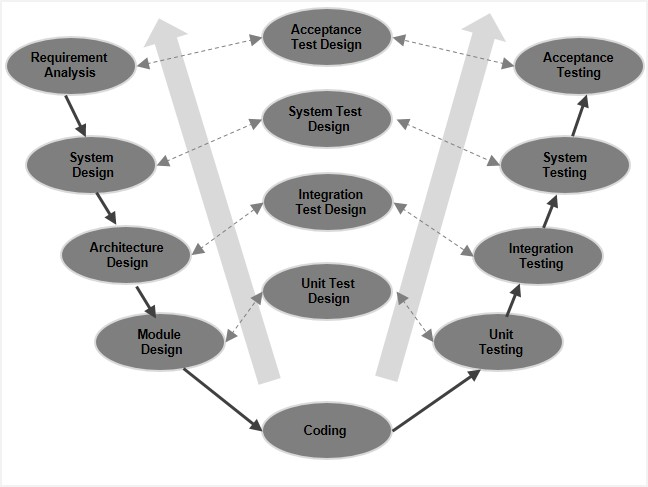 Requirement
Analysis
System
Design
Architecture
Design
Module
Design
Acceptance
Test Design
System Test
Design
Integration
Test Design
Unit Test
Design
Coding
Acceptance
Testing
System
Testing
Integration
Testing
Unit
Testing